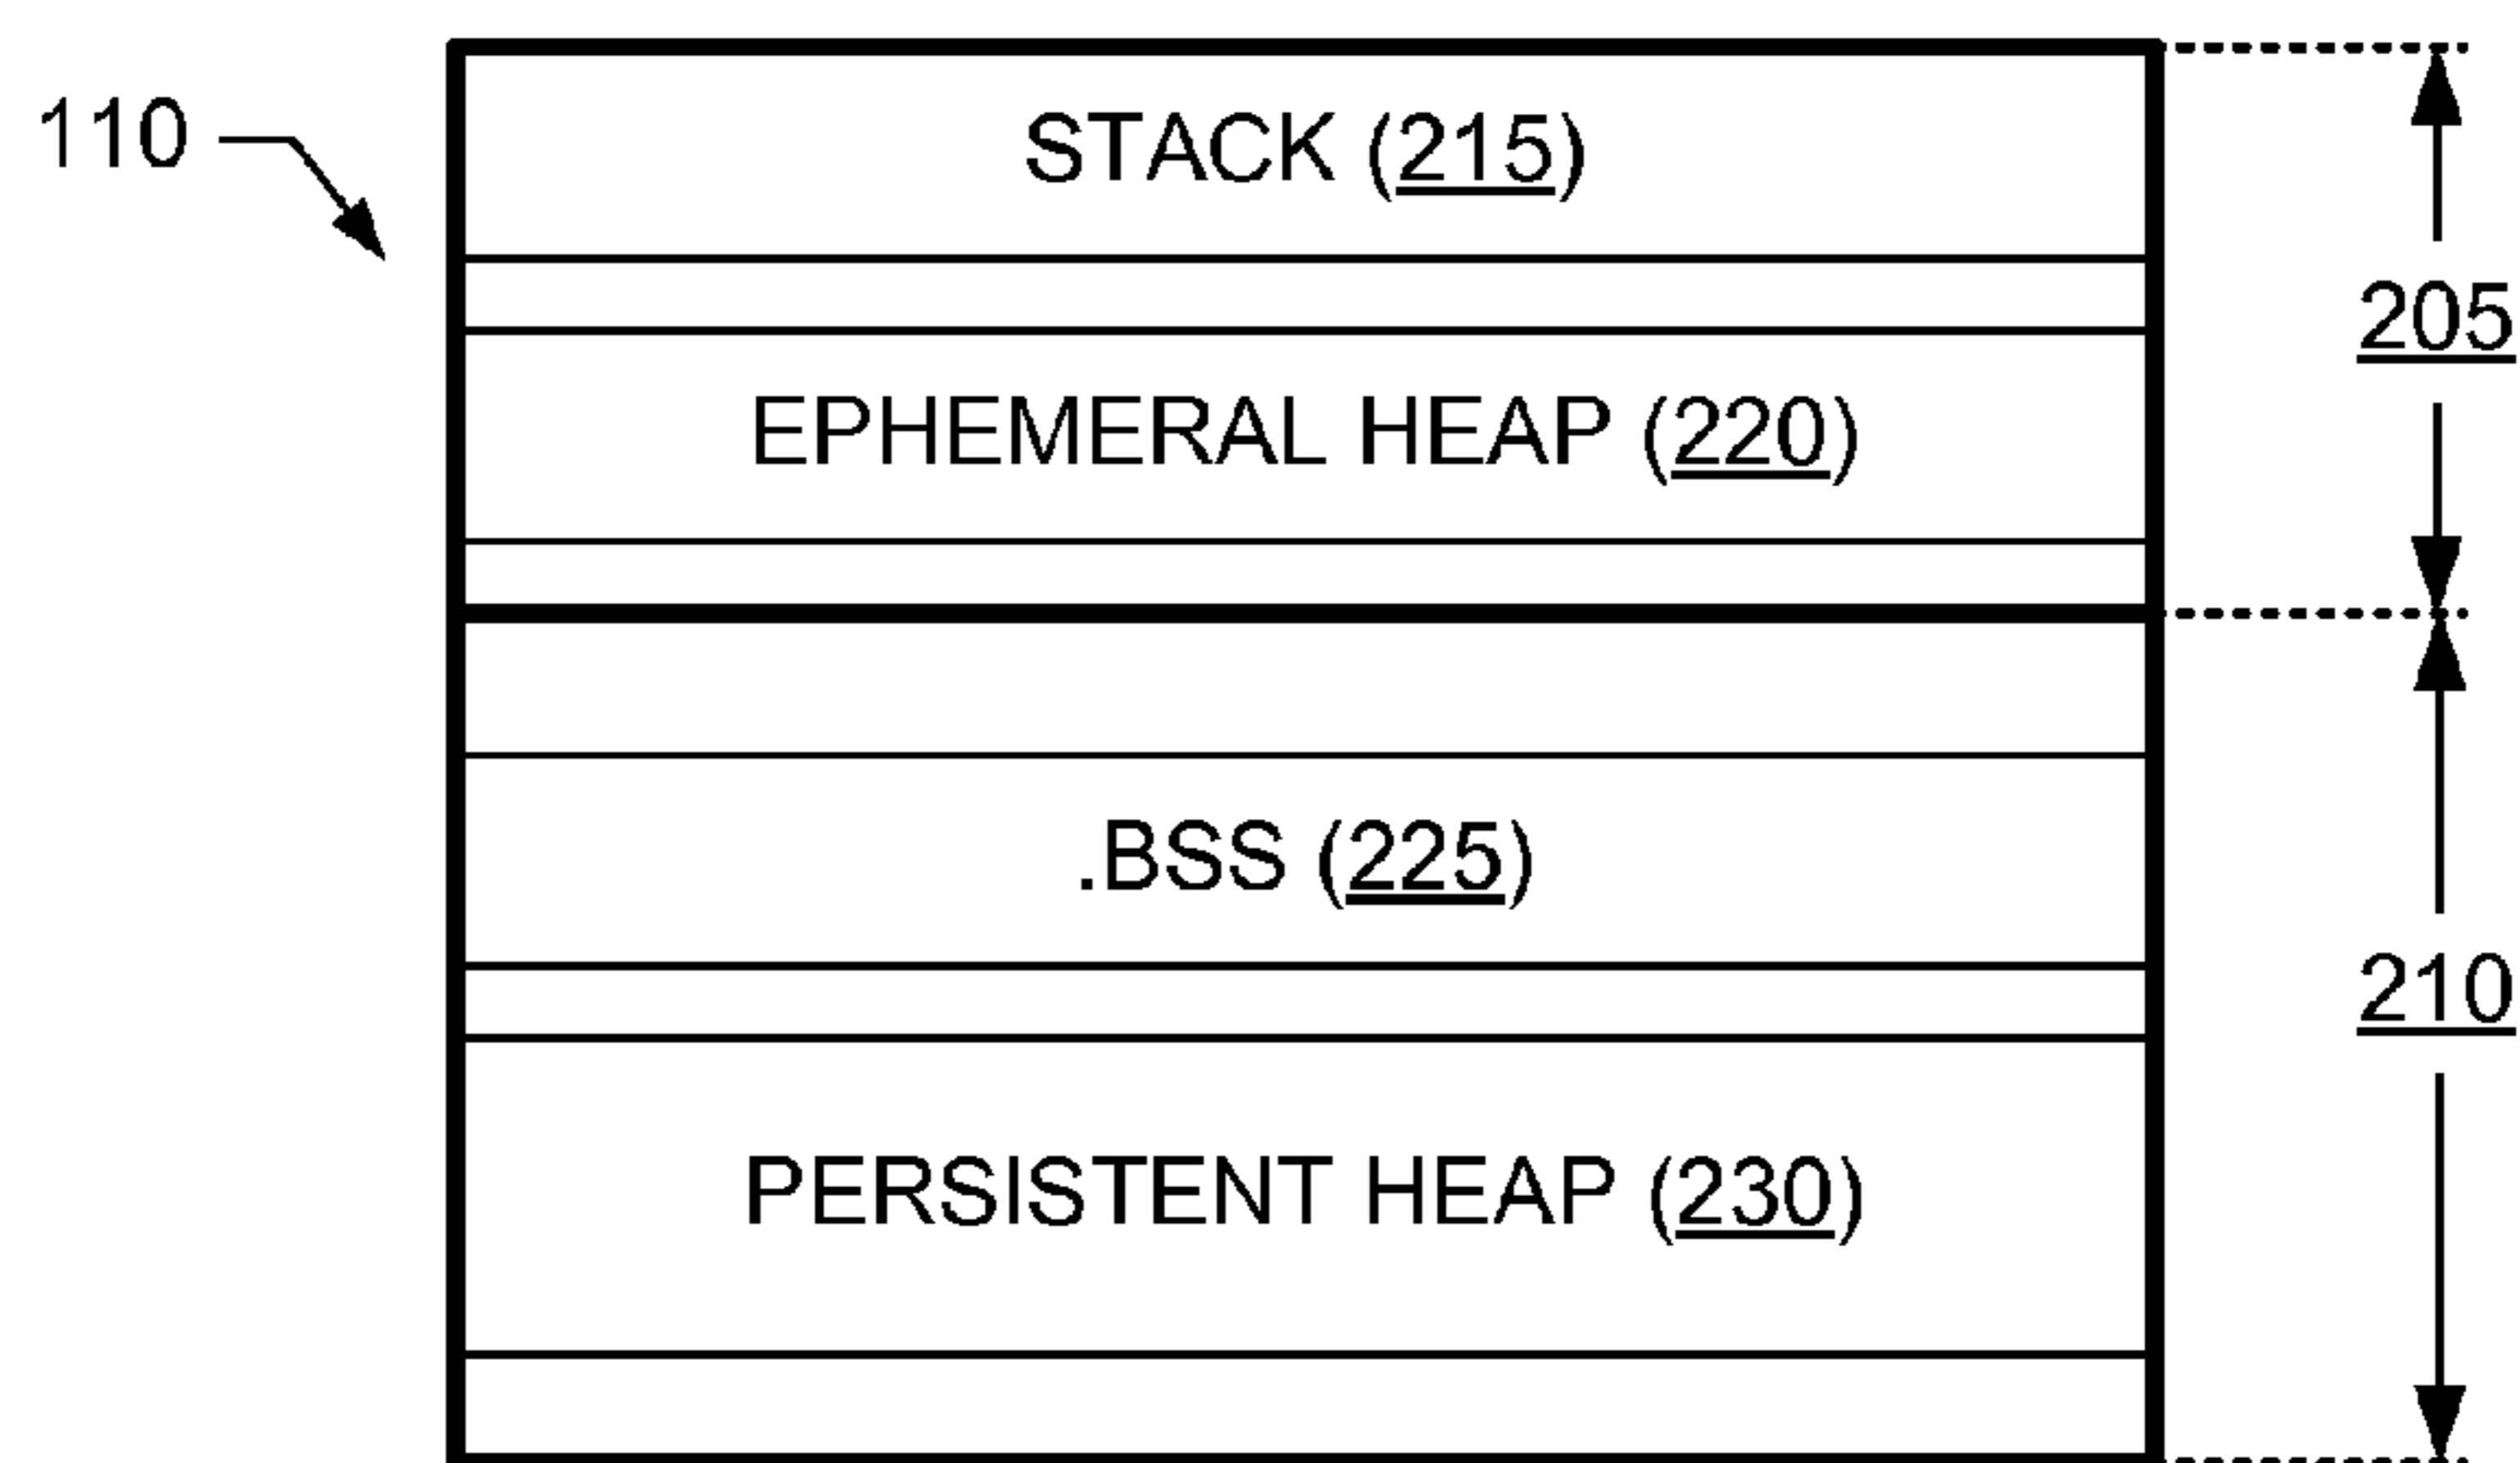 110
STACK (215)
205
EPHEMERAL HEAP (220)
.BSS (225)
210
PERSISTENT HEAP (230)